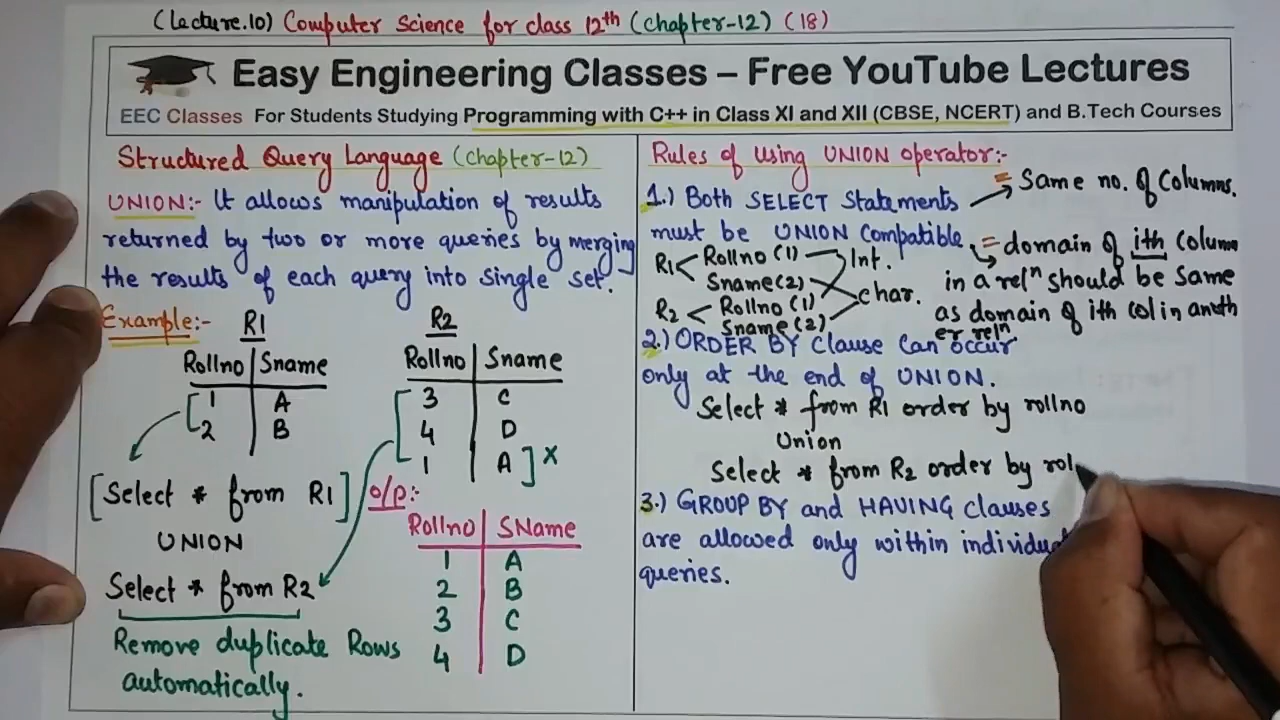 (Lecture.10) Computer Science for class 12th (Chapter-12) (18)
Easy Engineering Classes – Free YouTube Lectures
EEC Classes For Students Studying Programming with C++ in Class XI and XII (CBSE, NCERT) and B.Tech Courses
Structured Query Language (Chapter-12)
UNION:- It allows manipulation of results
returned by two or more queries by merging
the results of each query into single set.
Example:-
R1
Rollno Sname
1 A
2 B
R2
Rollno Sname
3 C
4 D
1 A ] X
[Select * from R1]
UNION
Select * from R2
Remove duplicate Rows
automatically.
o/p:-
Rollno SName
1 A
2 B
3 C
4 D
Rules of Using UNION operator:-
1.) Both SELECT Statements
must be UNION Compatible
= Same no. of Columns.
= domain of ith Column
in a reln should be same
as domain of ith col in anoth
er reln
R1 < Rollno (1)
Sname (2)
R2 < Rollno (1)
Sname (2)
Int.
char.
2.) ORDER BY Clause Can occur
only at the end of UNION.
Select * from R1 order by rollno
Union
Select * from R2 order by rol
3.) GROUP BY and HAVING Clauses
are allowed only within individu
queries.